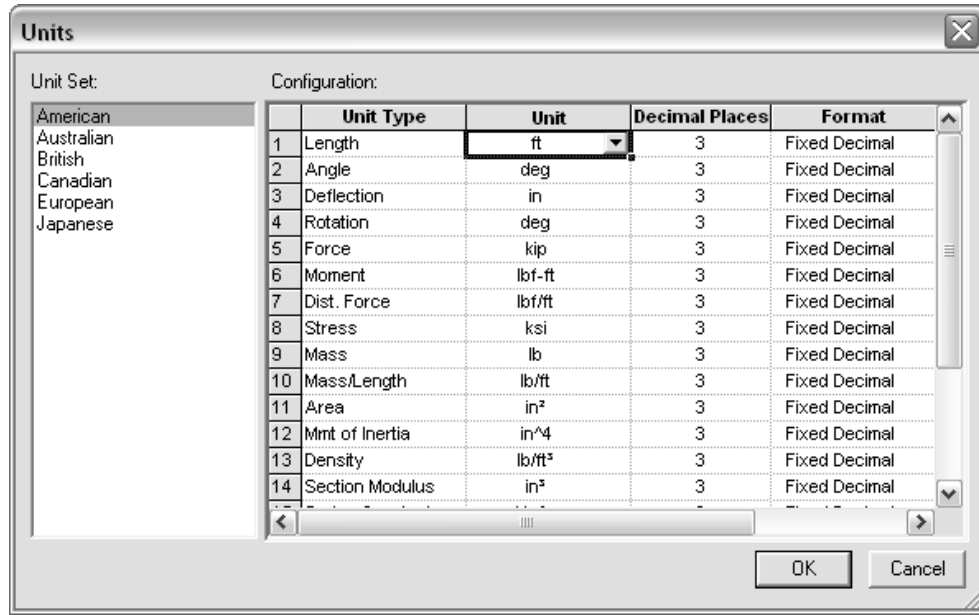 Units
Unit Set:
Configuration:
American
Australian
British
Canadian
European
Japanese
Unit Type Unit Decimal Places Format
1 Length ft 3 Fixed Decimal
2 Angle deg 3 Fixed Decimal
3 Deflection in 3 Fixed Decimal
4 Rotation deg 3 Fixed Decimal
5 Force kip 3 Fixed Decimal
6 Moment lbf-ft 3 Fixed Decimal
7 Dist. Force lbf/ft 3 Fixed Decimal
8 Stress ksi 3 Fixed Decimal
9 Mass lb 3 Fixed Decimal
10 Mass/Length lb/ft 3 Fixed Decimal
11 Area in² 3 Fixed Decimal
12 Mmt of Inertia in^4 3 Fixed Decimal
13 Density lb/ft³ 3 Fixed Decimal
14 Section Modulus in³ 3 Fixed Decimal
OK Cancel